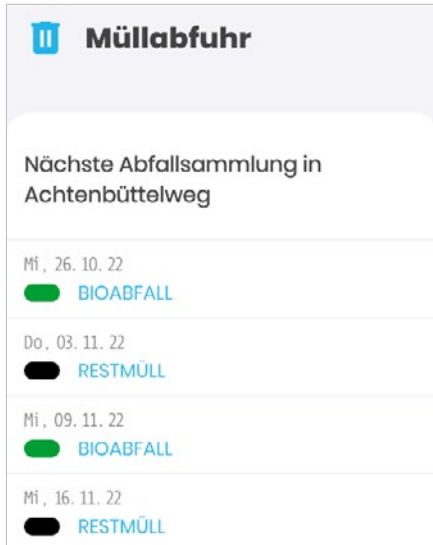 Müllabfuhr
Nächste Abfallsammlung in
Achtenbüttelweg
Mi, 26. 10. 22
BIOABFALL
Do, 03. 11. 22
RESTMÜLL
Mi, 09. 11. 22
BIOABFALL
Mi, 16. 11. 22
RESTMÜLL